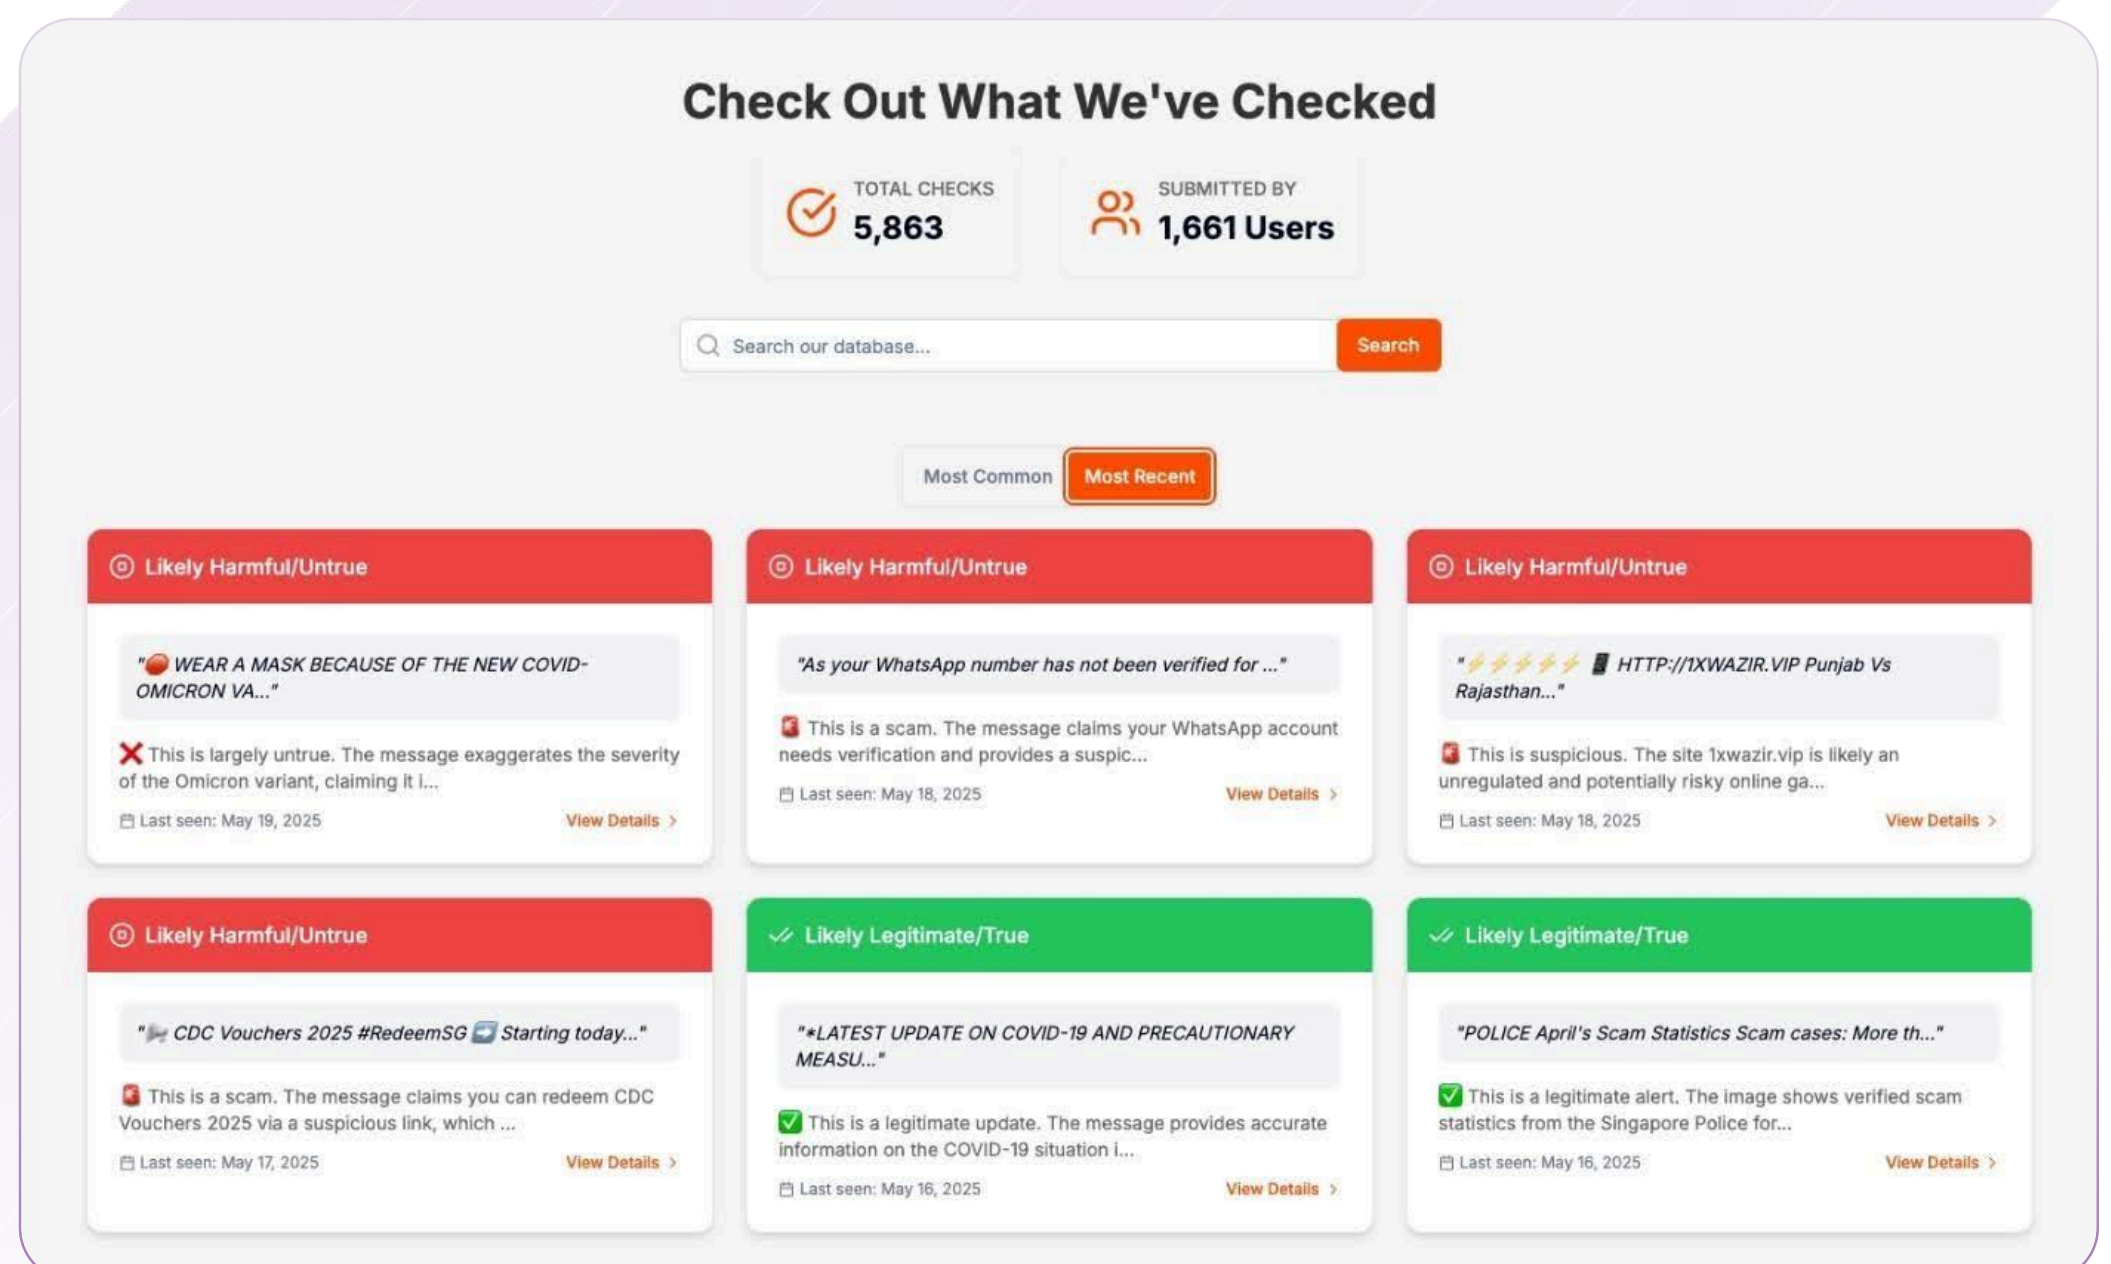 Check Out What We've Checked
TOTAL CHECKS
5,863
SUBMITTED BY
1,661 Users
Search our database...
Search
Most Common
Most Recent
Likely Harmful/Untrue
"🔴 WEAR A MASK BECAUSE OF THE NEW COVID-
OMICRON VA..."
❌ This is largely untrue. The message exaggerates the severity
of the Omicron variant, claiming it i...
Last seen: May 19, 2025
View Details >
Likely Harmful/Untrue
"As your WhatsApp number has not been verified for ..."
🚨 This is a scam. The message claims your WhatsApp account
needs verification and provides a suspic...
Last seen: May 18, 2025
View Details >
Likely Harmful/Untrue
"⚡⚡⚡⚡⚡ 📱 HTTP://1XWAZIR.VIP Punjab Vs
Rajasthan..."
🚨 This is suspicious. The site 1xwazir.vip is likely an
unregulated and potentially risky online ga...
Last seen: May 18, 2025
View Details >
Likely Harmful/Untrue
"📢 CDC Vouchers 2025 #RedeemSG ➡️ Starting today..."
🚨 This is a scam. The message claims you can redeem CDC
Vouchers 2025 via a suspicious link, which ...
Last seen: May 17, 2025
View Details >
Likely Legitimate/True
"*LATEST UPDATE ON COVID-19 AND PRECAUTIONARY
MEASU..."
✅ This is a legitimate update. The message provides accurate
information on the COVID-19 situation i...
Last seen: May 16, 2025
View Details >
Likely Legitimate/True
"POLICE April's Scam Statistics Scam cases: More th..."
✅ This is a legitimate alert. The image shows verified scam
statistics from the Singapore Police for...
Last seen: May 16, 2025
View Details >